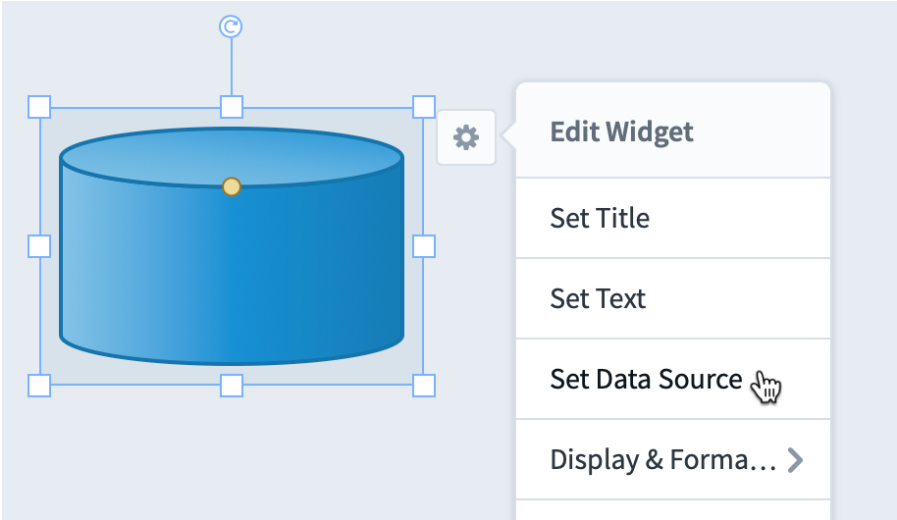 Edit Widget
Set Title
Set Text
Set Data Source
Display & Forma...